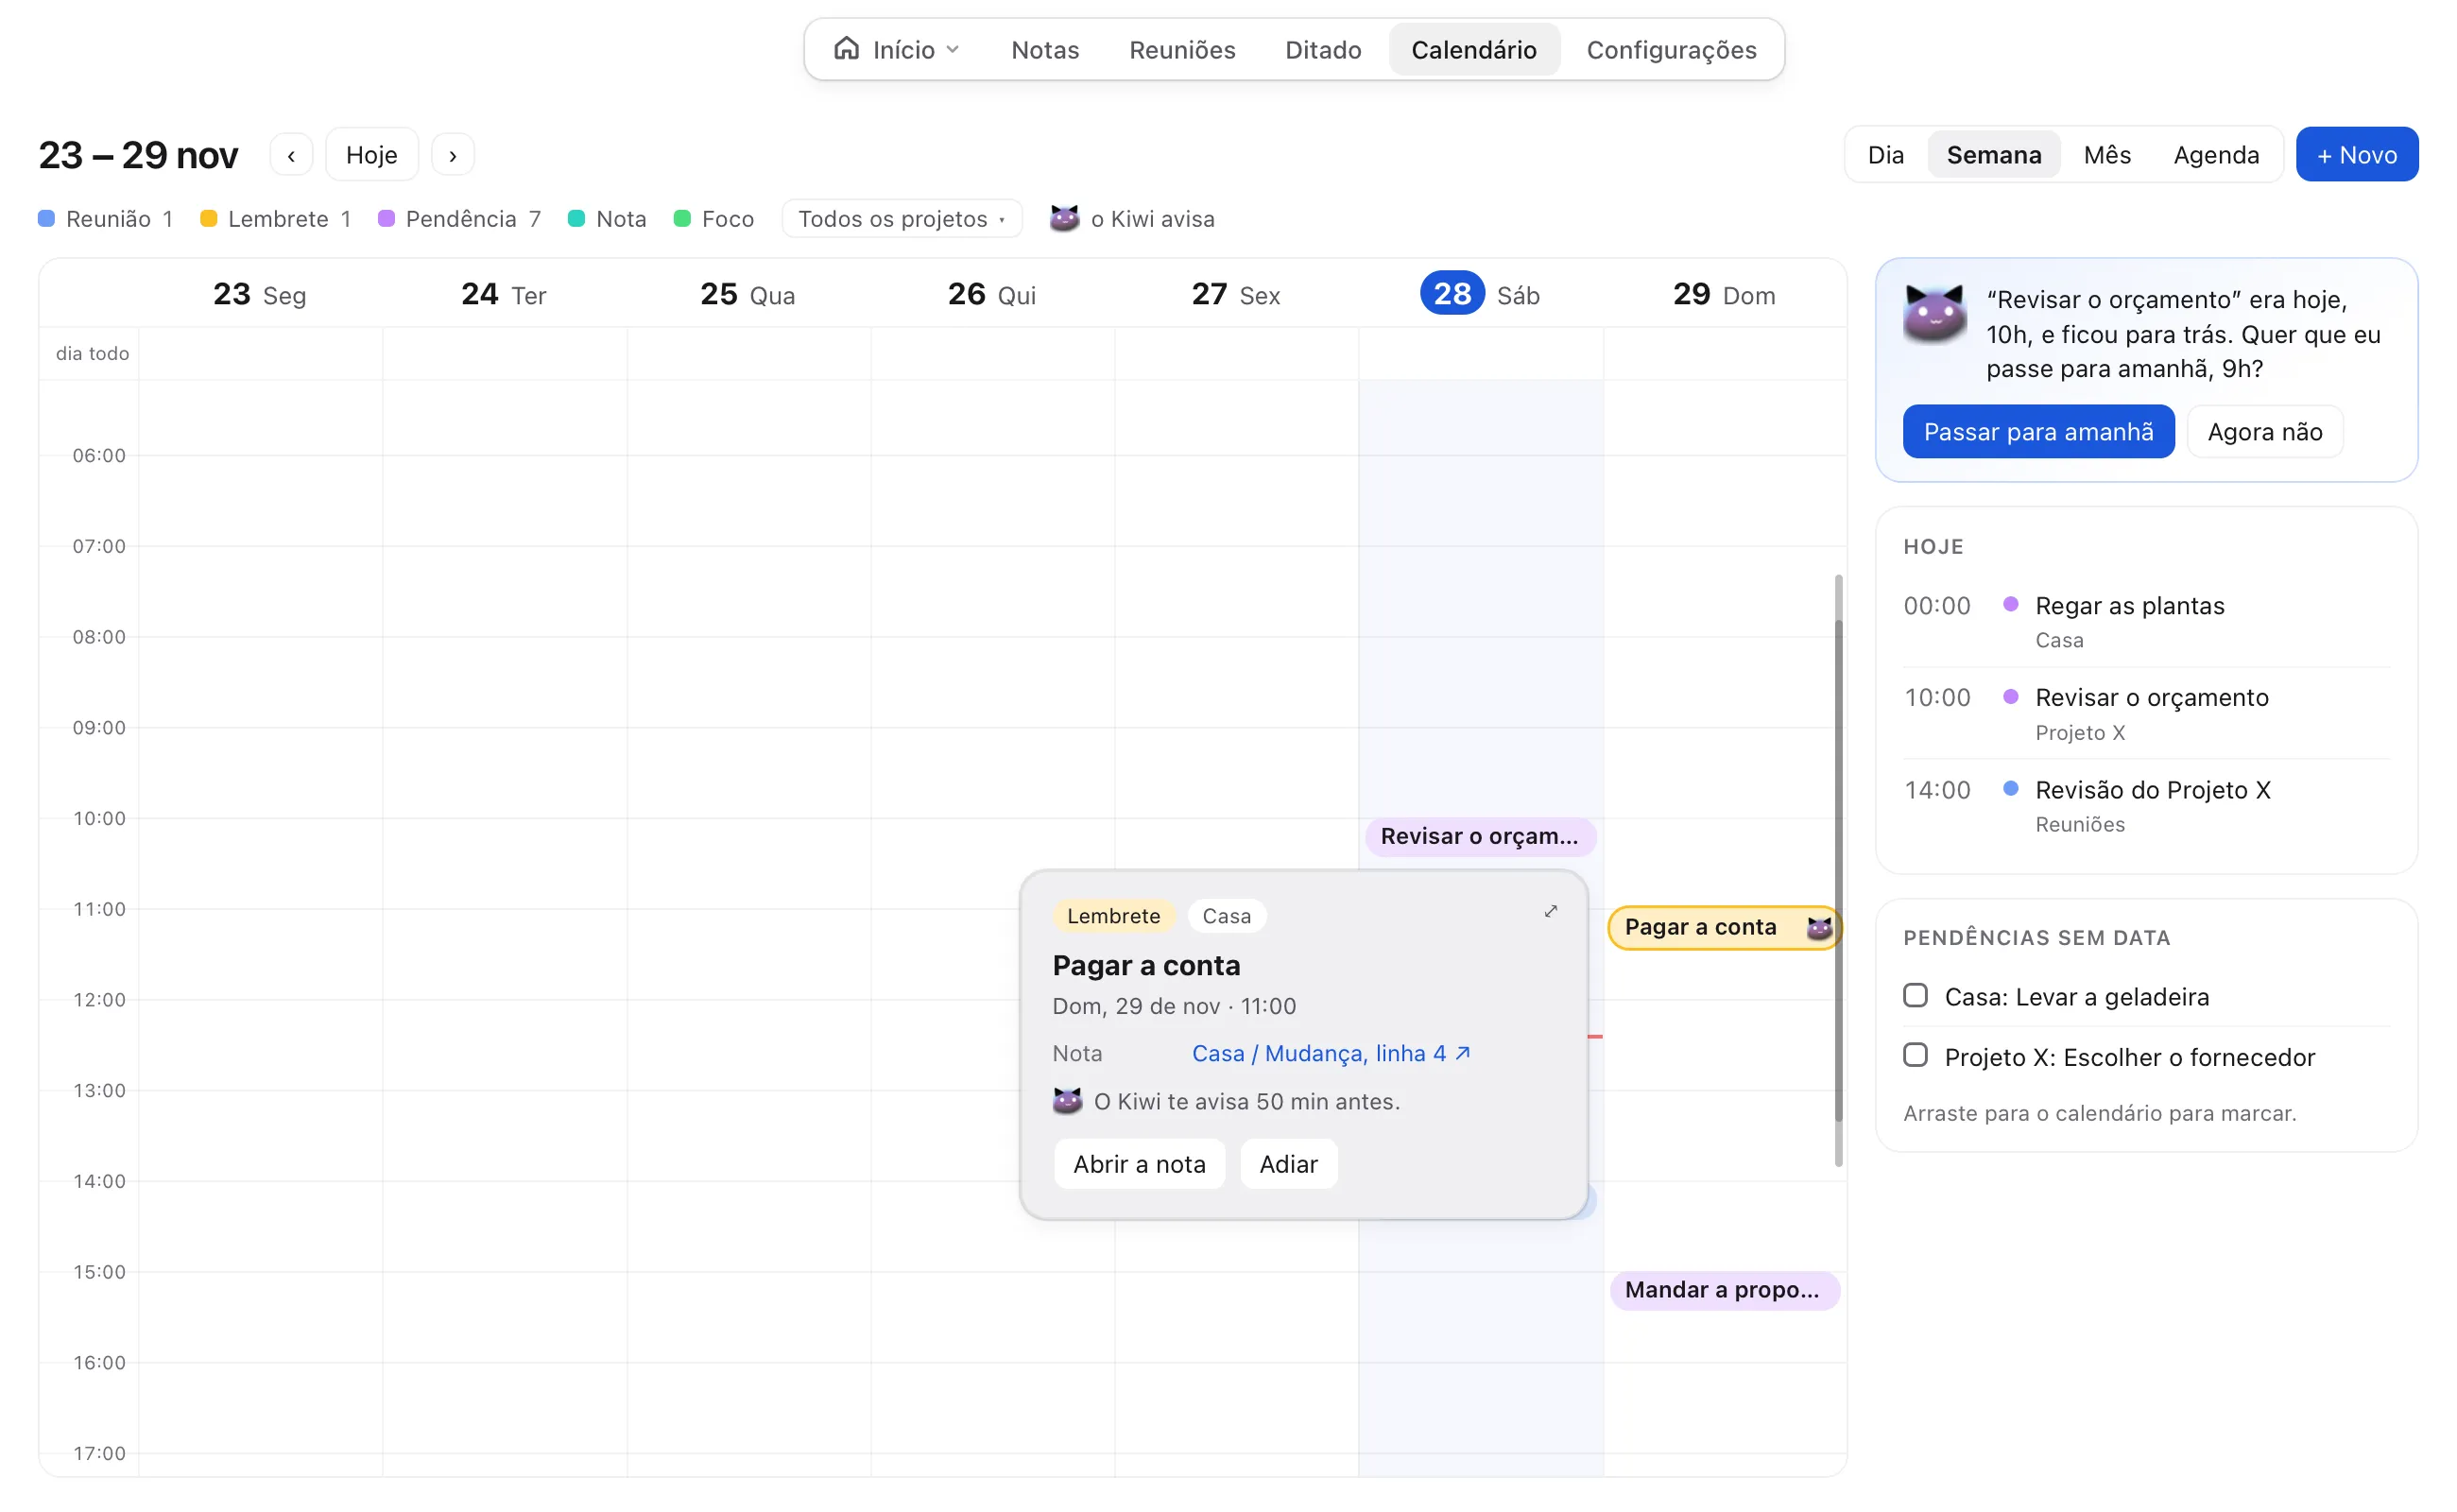 Início
Notas
Reuniões
Ditado
Calendário
Configurações
23 – 29 nov
‹
Hoje
›
Dia
Semana
Mês
Agenda
+ Novo
Reunião 1
Lembrete 1
Pendência 7
Nota
Foco
Todos os projetos
o Kiwi avisa
23 Seg
24 Ter
25 Qua
26 Qui
27 Sex
28 Sáb
29 Dom
dia todo
06:00
07:00
08:00
09:00
10:00
11:00
12:00
13:00
14:00
15:00
16:00
17:00
Revisar o orçam...
Pagar a conta
Mandar a propo...
Lembrete
Casa
Pagar a conta
Dom, 29 de nov · 11:00
Nota
Casa / Mudança, linha 4 ↗
O Kiwi te avisa 50 min antes.
Abrir a nota
Adiar
“Revisar o orçamento” era hoje,
10h, e ficou para trás. Quer que eu
passe para amanhã, 9h?
Passar para amanhã
Agora não
HOJE
00:00
Regar as plantas
Casa
10:00
Revisar o orçamento
Projeto X
14:00
Revisão do Projeto X
Reuniões
PENDÊNCIAS SEM DATA
Casa: Levar a geladeira
Projeto X: Escolher o fornecedor
Arraste para o calendário para marcar.